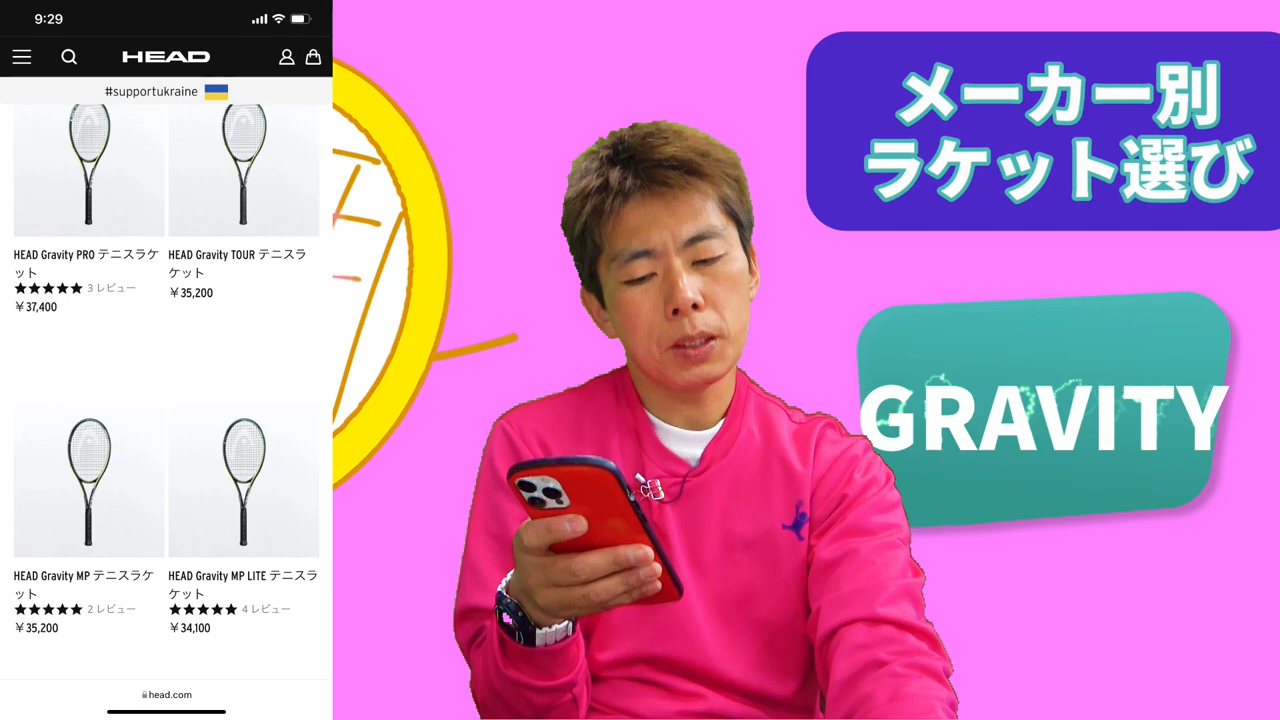 9:29
HEAD
#supportukraine
HEAD Gravity PRO テニスラケ
ット
3 レビュー
￥37,400
HEAD Gravity TOUR テニスラ
ケット
￥35,200
HEAD Gravity MP テニスラケ
ット
2 レビュー
￥35,200
HEAD Gravity MP LITE テニスラ
ケット
4 レビュー
￥34,100
head.com
メーカー別
ラケット選び
GRAVITY